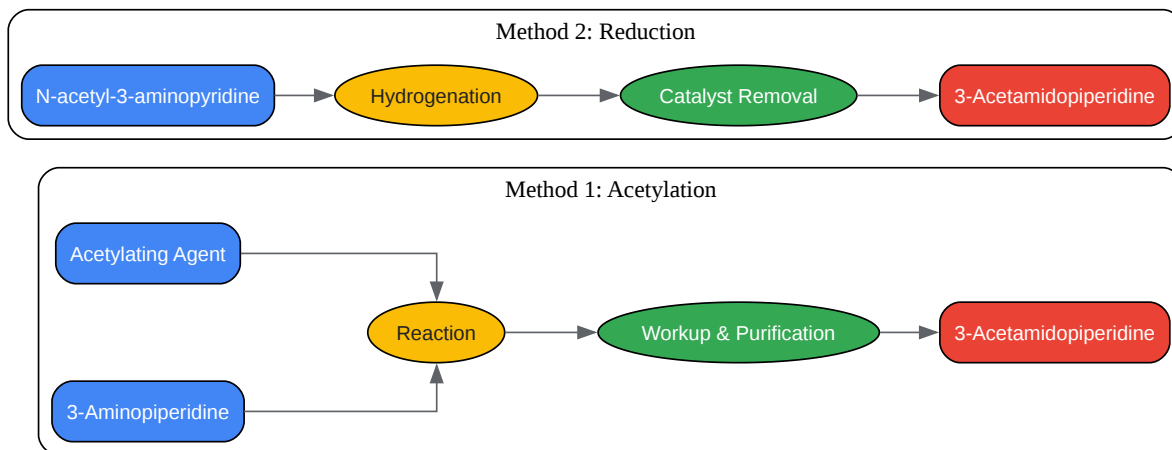 Method 2: Reduction
N-acetyl-3-aminopyridine
Hydrogenation
Catalyst Removal
3-Acetamidopiperidine
Method 1: Acetylation
Acetylating Agent
Reaction
Workup & Purification
3-Acetamidopiperidine
3-Aminopiperidine